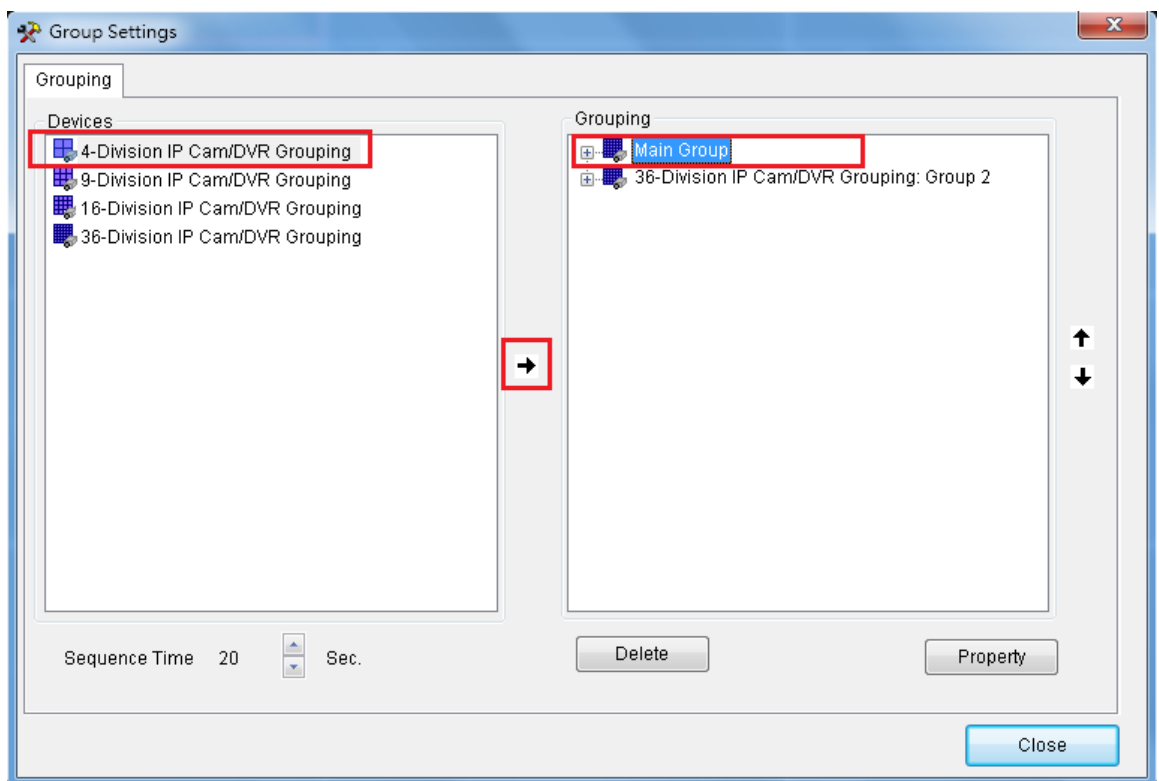 Group Settings
Grouping
Devices
4-Division IP Cam/DVR Grouping
9-Division IP Cam/DVR Grouping
16-Division IP Cam/DVR Grouping
36-Division IP Cam/DVR Grouping
Grouping
Main Group
36-Division IP Cam/DVR Grouping: Group 2
Sequence Time 20 Sec.
Delete
Property
Close